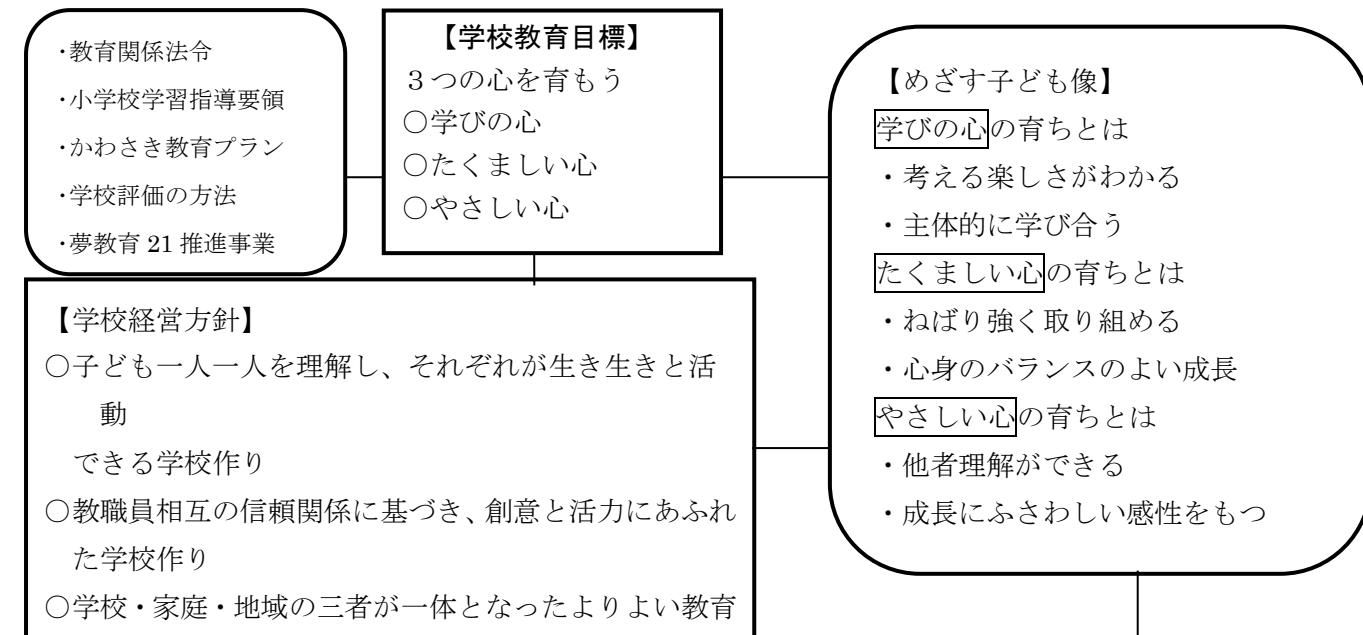 ・教育関係法令
・小学校学習指導要領
・かわさき教育プラン
・学校評価の方法
・夢教育 21 推進事業
【学校教育目標】
３つの心を育もう
○学びの心
○たくましい心
○やさしい心
【めざす子ども像】
学びの心の育ちとは
・考える楽しさがわかる
・主体的に学び合う
たくましい心の育ちとは
・ねばり強く取り組める
・心身のバランスのよい成長
やさしい心の育ちとは
・他者理解ができる
・成長にふさわしい感性をもつ
【学校経営方針】
○子ども一人一人を理解し、それぞれが生き生きと活
動
できる学校作り
○教職員相互の信頼関係に基づき、創意と活力にあふれ
た学校作り
○学校・家庭・地域の三者が一体となったよりよい教育